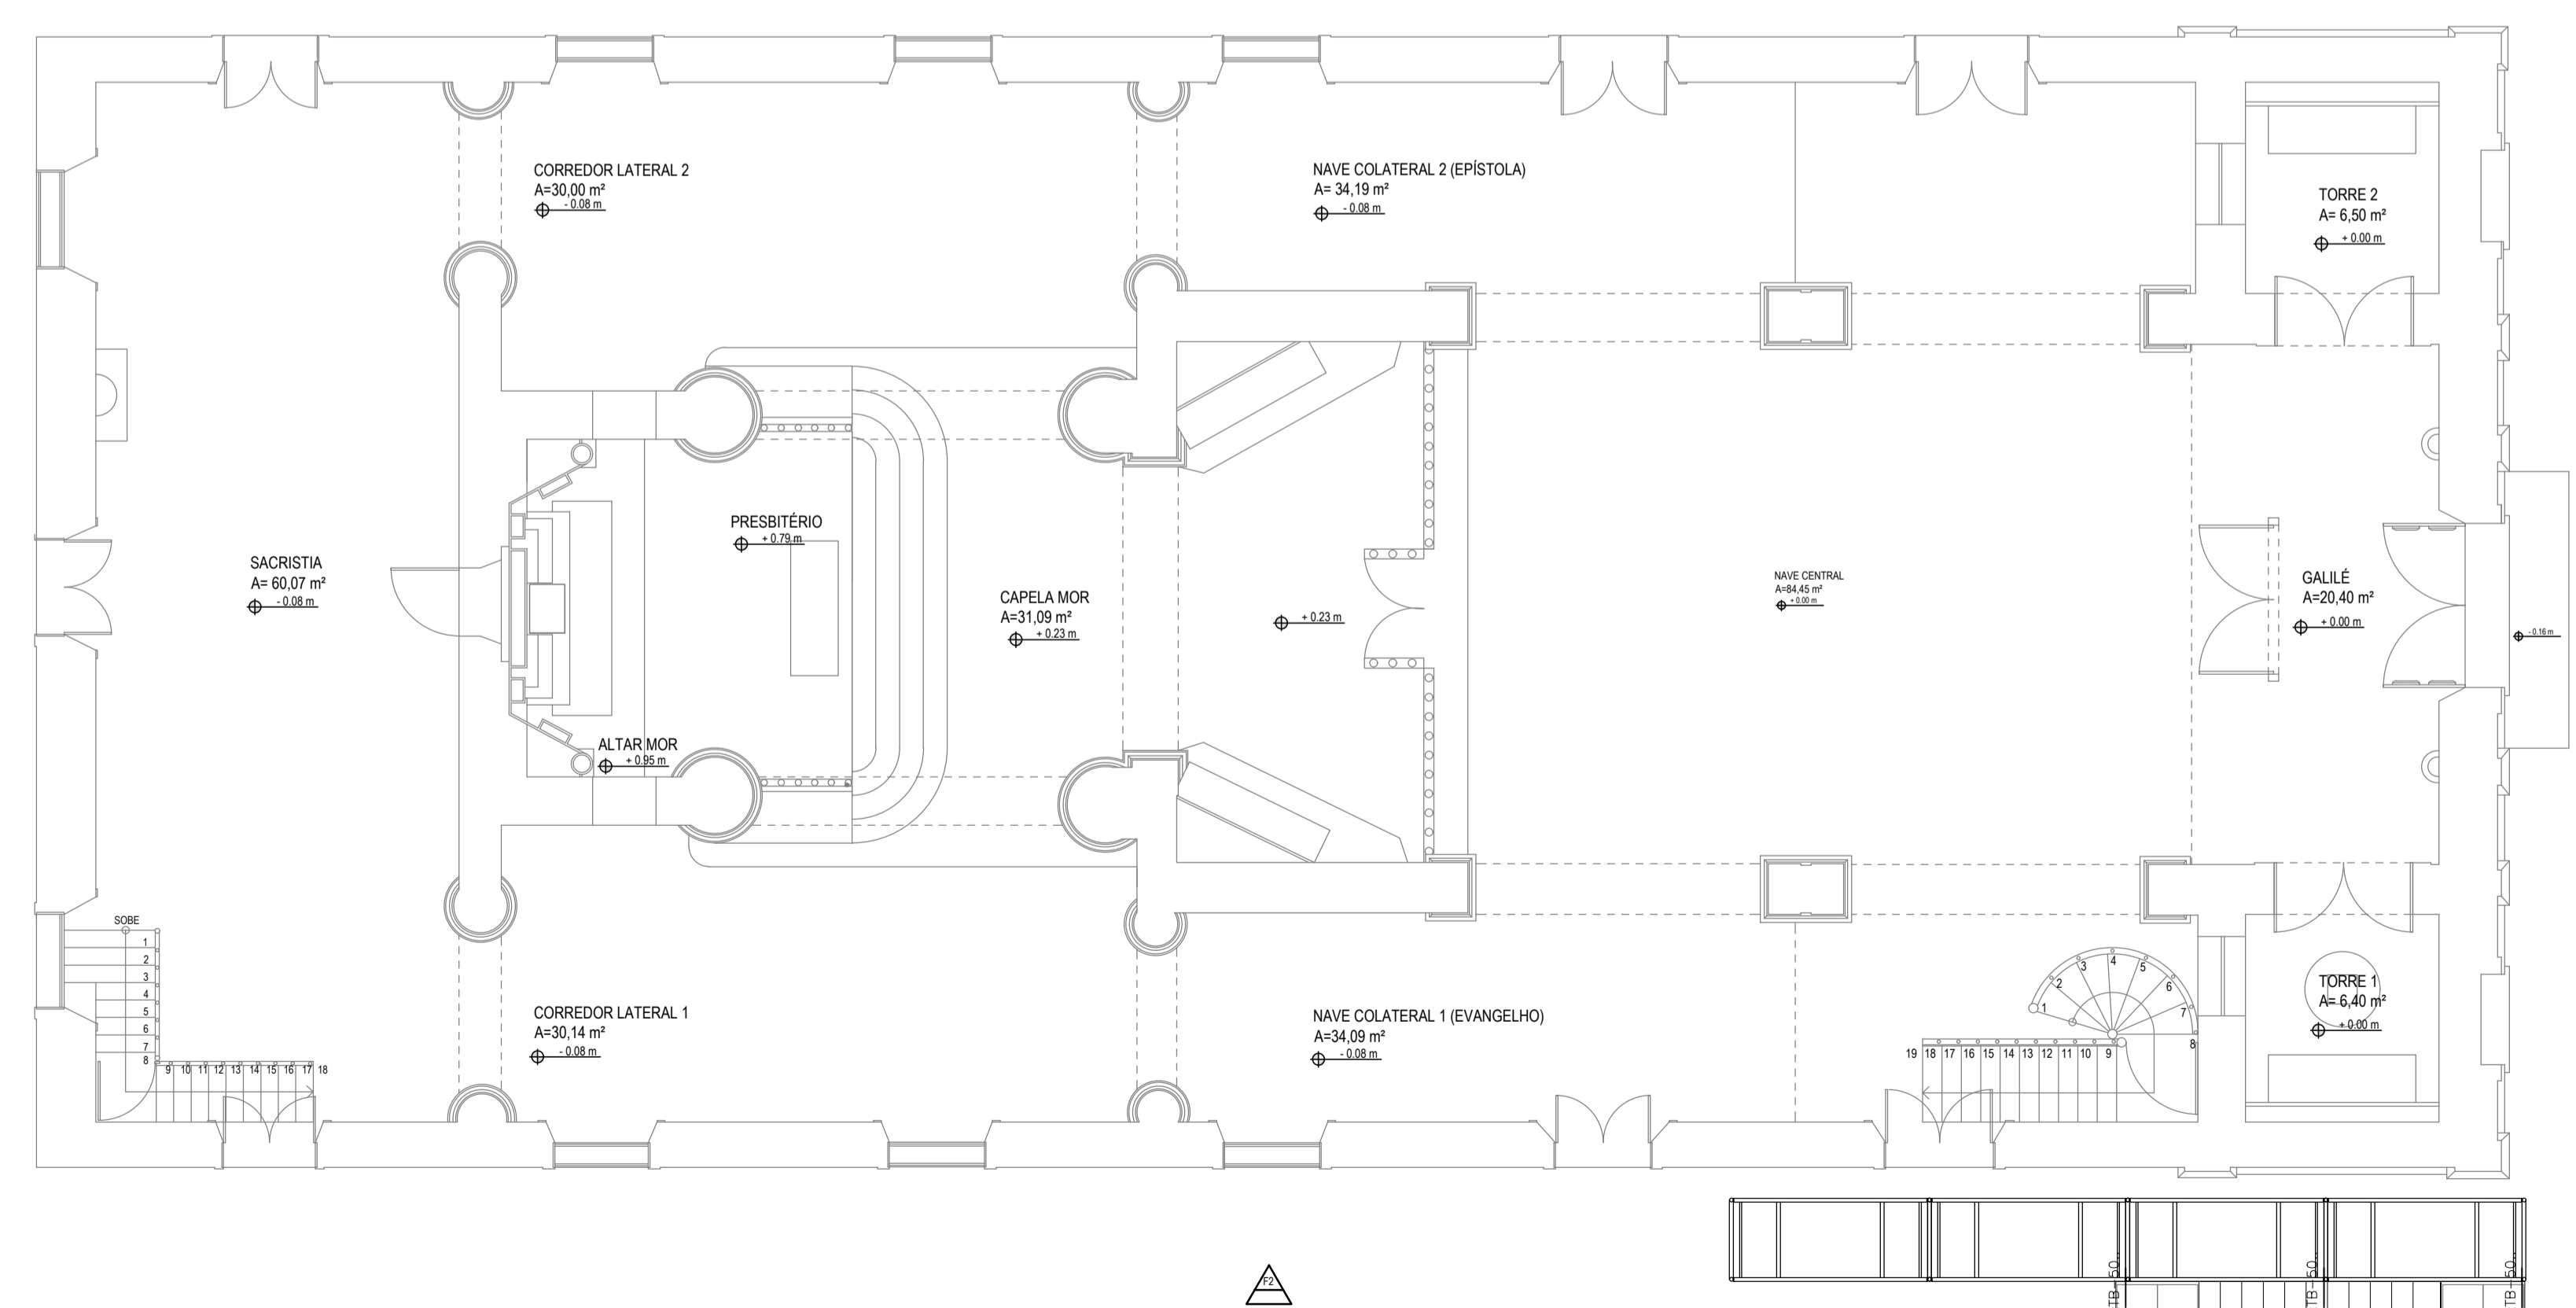 CORREDOR LATERAL 2
A=30,00 m²
- 0.08 m
NAVE COLATERAL 2 (EPÍSTOLA)
A= 34,19 m²
- 0.08 m
TORRE 2
A= 6,50 m²
+ 0.00 m
SACRISTIA
A= 60,07 m²
- 0.08 m
PRESBITÉRIO
+ 0.79 m
CAPELA MOR
A=31,09 m²
+ 0.23 m
+ 0.23 m
NAVE CENTRAL
A=84,45 m²
+ 0.00 m
GALILÉ
A=20,40 m²
+ 0.00 m
- 0.16 m
ALTAR MOR
+ 0.95 m
SOBE
1
2
3
4
5
6
7
8
9 10 11 12 13 14 15 16 17 18
CORREDOR LATERAL 1
A=30,14 m²
- 0.08 m
NAVE COLATERAL 1 (EVANGELHO)
A=34,09 m²
- 0.08 m
1
2
3
4
5
6
7
8
19 18 17 16 15 14 13 12 11 10 9
TORRE 1
A= 6,40 m²
+ 0.00 m
F2
TB-50
TB-50
TB-50